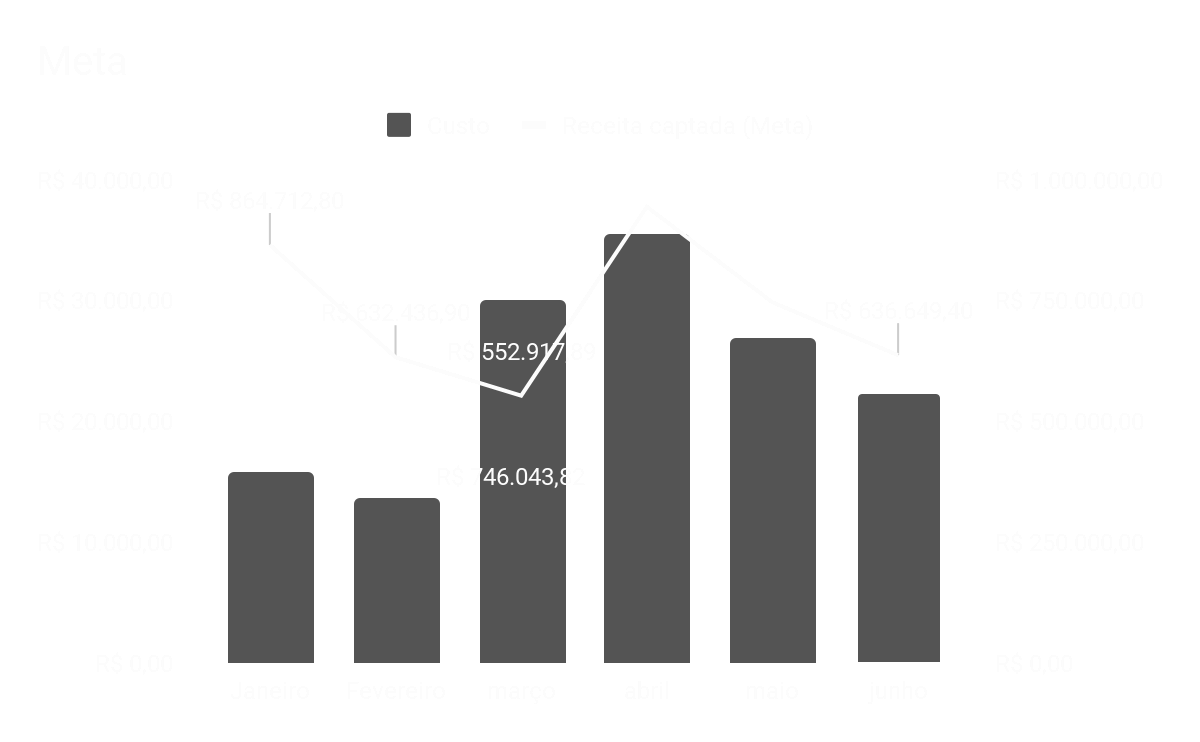 Meta
Custo
Receita captada (Meta)
R$ 40.000,00
R$ 1.000.000,00
R$ 864.712,80
R$ 30.000,00
R$ 750.000,00
R$ 632.436,90
R$ 636.649,40
R$ 552.917,89
R$ 20.000,00
R$ 500.000,00
R$ 746.043,82
R$ 10.000,00
R$ 250.000,00
R$ 0,00
R$ 0,00
Janeiro
Fevereiro
março
abril
maio
junho